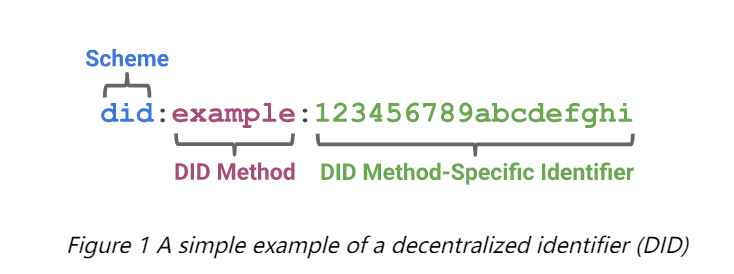 Scheme
did:example:123456789abcdefghi
DID Method DID Method-Specific Identifier
Figure 1 A simple example of a decentralized identifier (DID)